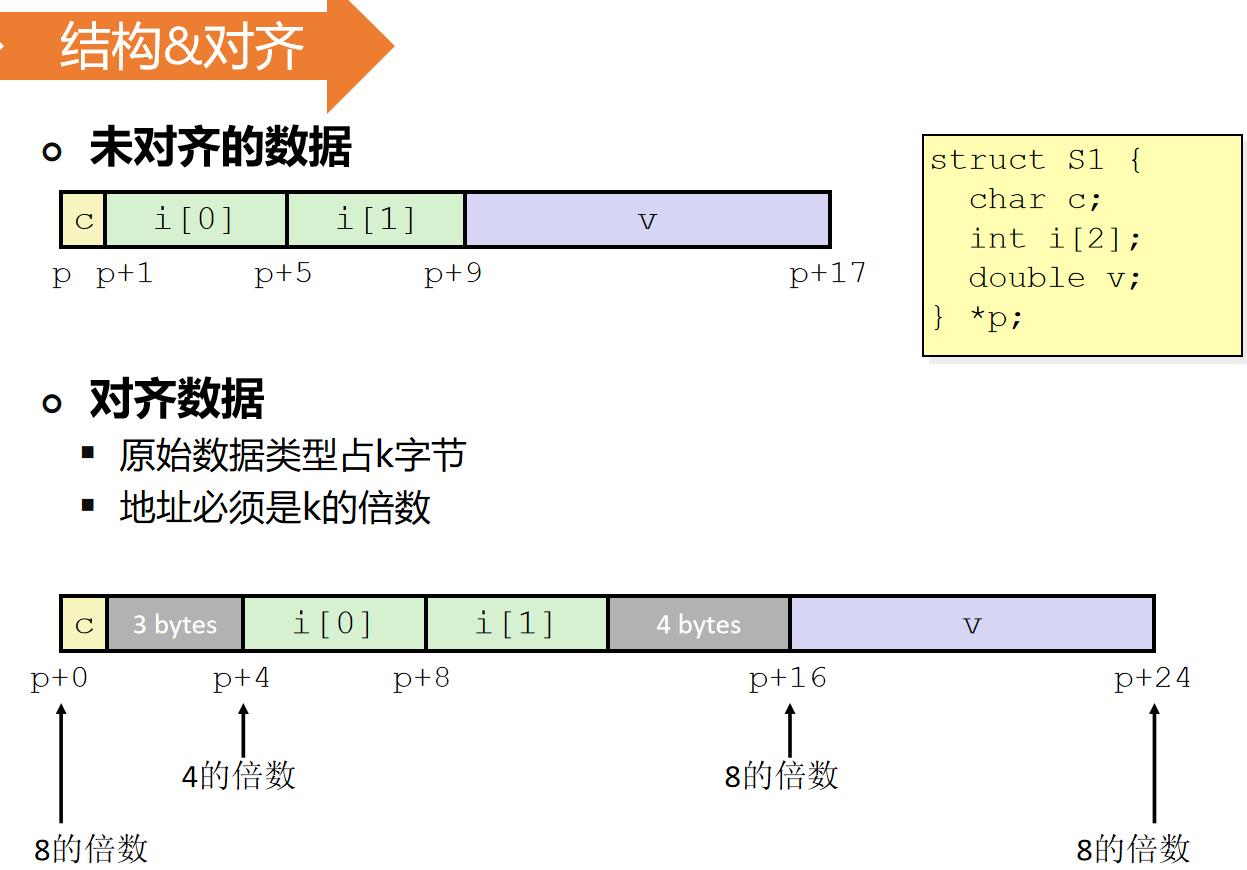 结构&对齐
未对齐的数据
c i[0] i[1] v
p p+1 p+5 p+9 p+17
struct S1 {
char c;
int i[2];
double v;
} *p;
对齐数据
原始数据类型占k字节
地址必须是k的倍数
c 3 bytes i[0] i[1] 4 bytes v
p+0 p+4 p+8 p+16 p+24
4的倍数 8的倍数
8的倍数 8的倍数